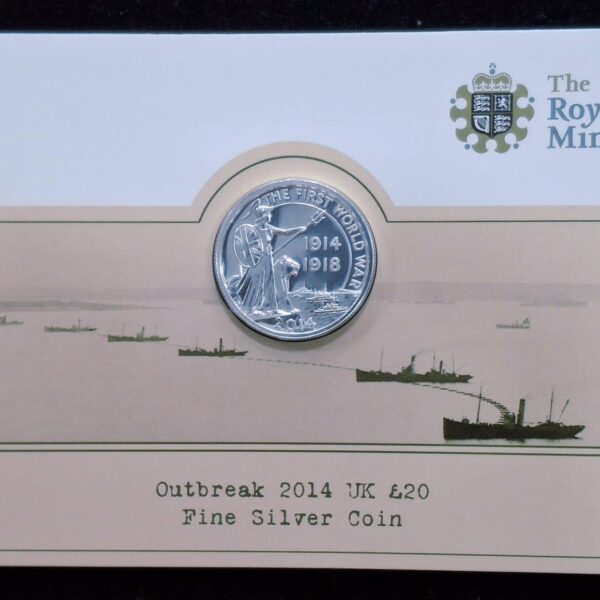 The
Roy
Min
THE FIRST WORLD WAR
1914
1918
2014
Outbreak 2014 UK £20
Fine Silver Coin